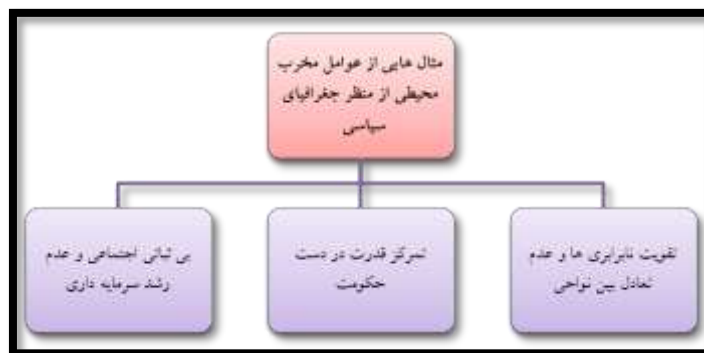 مثال هایی از عوامل مخرب
محیطی از منظر جغرافیای
سیاسی
تقویت نابرابری ها و عدم
تعادل بین نواحی
تمرکز قدرت در دست
حکومت
بی ثباتی اجتماعی و عدم
رشد سرمایه داری